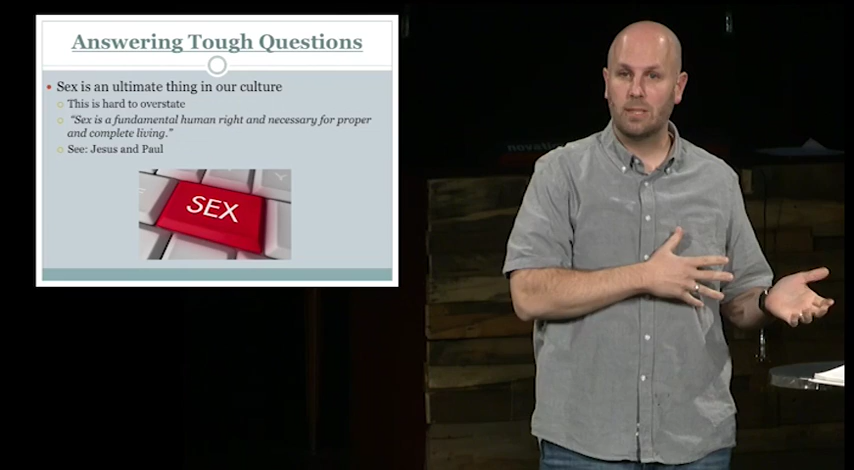 Answering Tough Questions
Sex is an ultimate thing in our culture
This is hard to overstate
"Sex is a fundamental human right and necessary for proper
and complete living."
See: Jesus and Paul
SEX